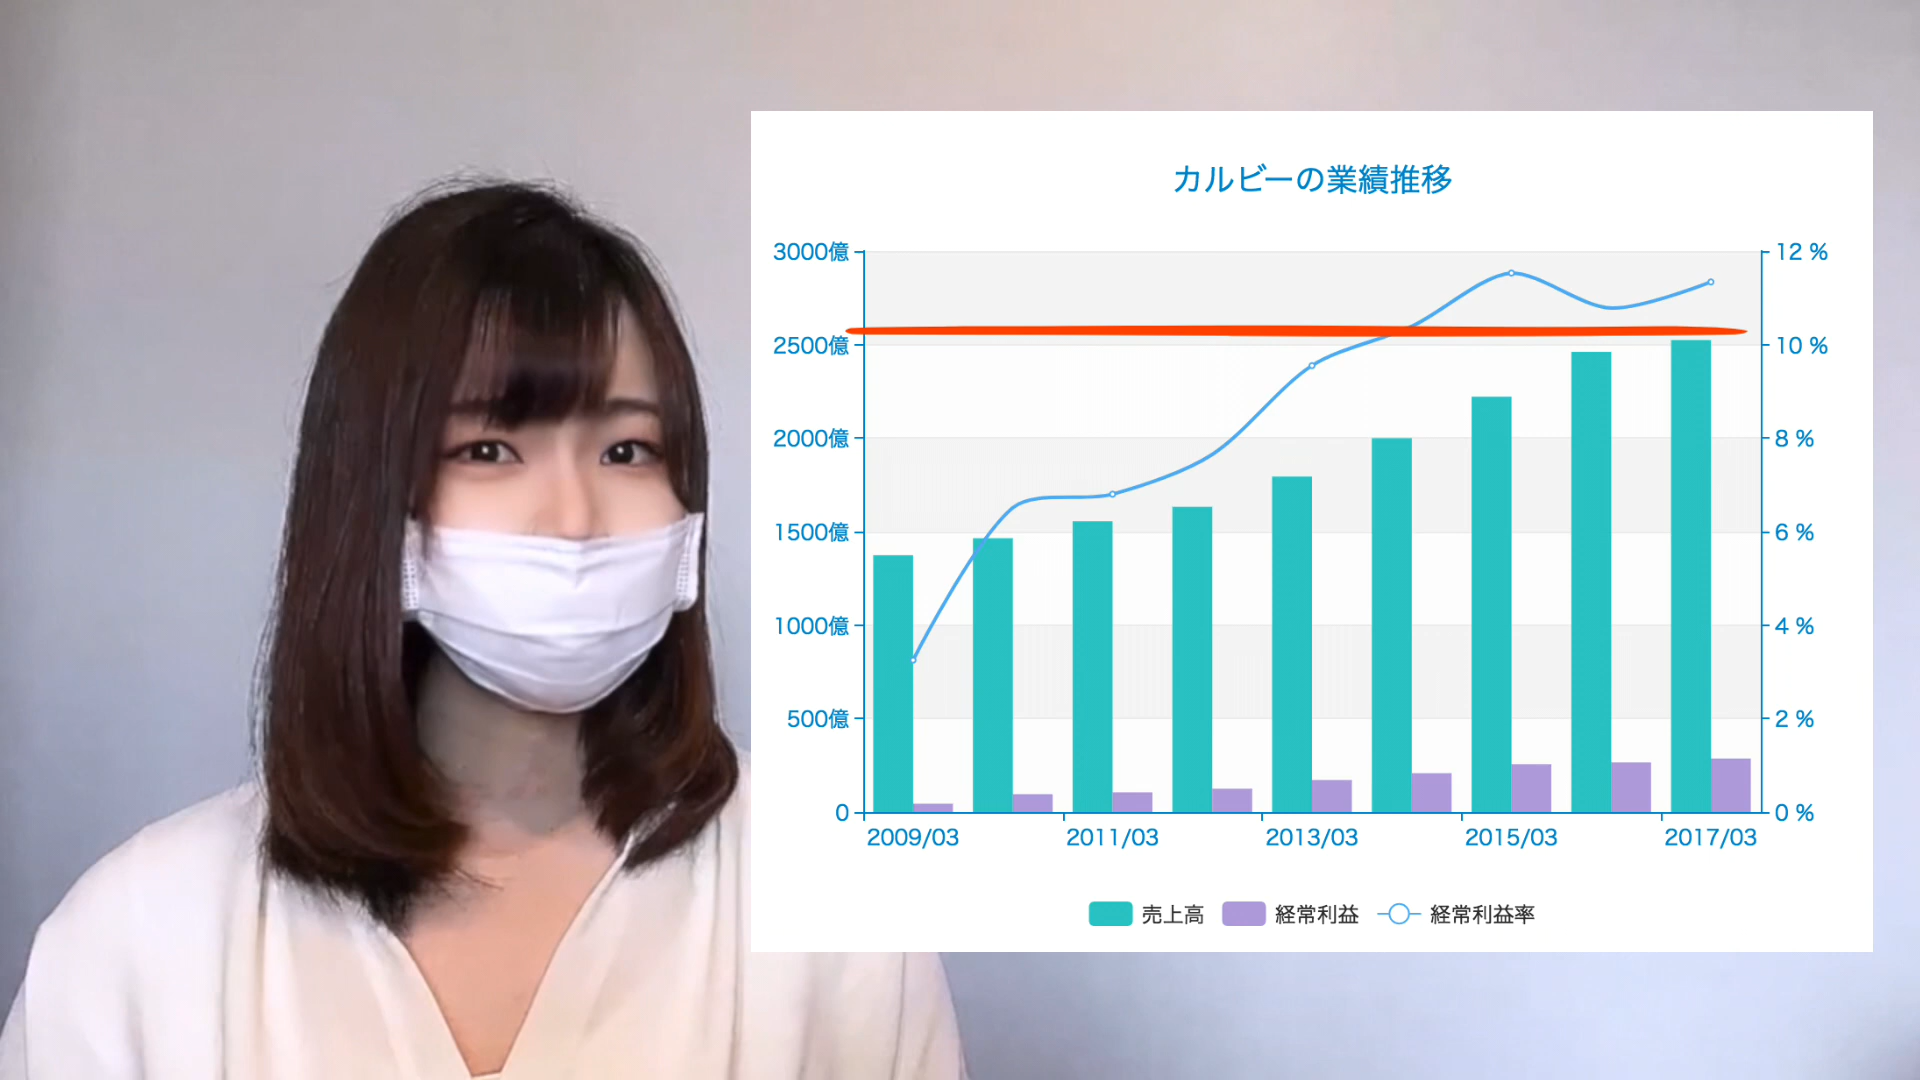 カルビーの業績推移
3000億
2500億
2000億
1500億
1000億
500億
0
12 %
10 %
8 %
6 %
4 %
2 %
0 %
2009/03 2011/03 2013/03 2015/03 2017/03
売上高 経常利益 経常利益率